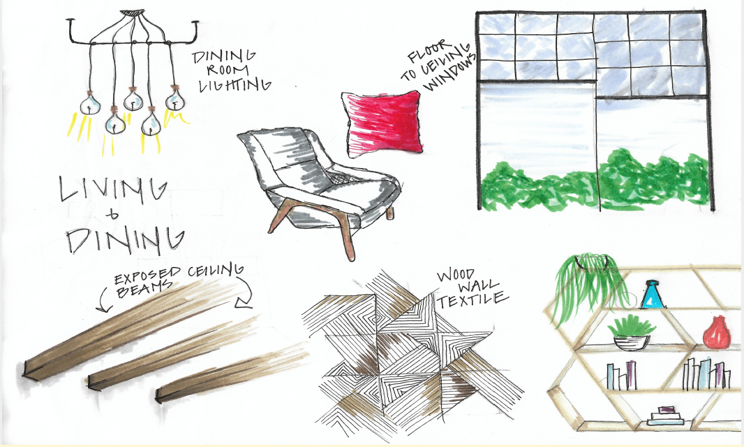 DINING
ROOM
LIGHTING
FLOOR
TO CEILING
WINDOWS
LIVING
+
DINING
EXPOSED CEILING
BEAMS
WOOD
WALL
TEXTILE